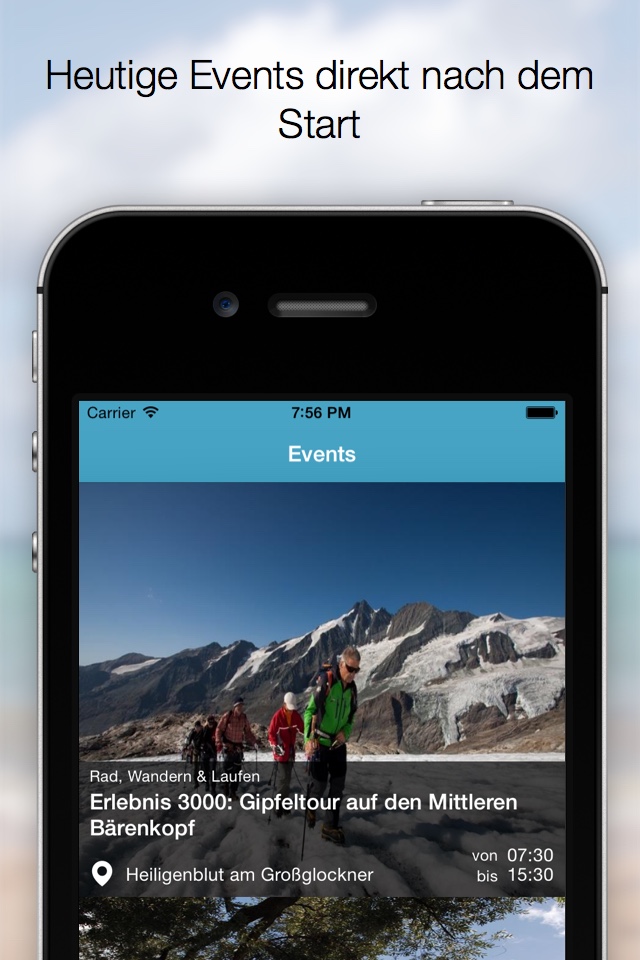 Heutige Events direkt nach dem
Start
Carrier 7:56 PM
Events
Rad, Wandern & Laufen
Erlebnis 3000: Gipfeltour auf den Mittleren
Bärenkopf
Heiligenblut am Großglockner
von 07:30
bis 15:30